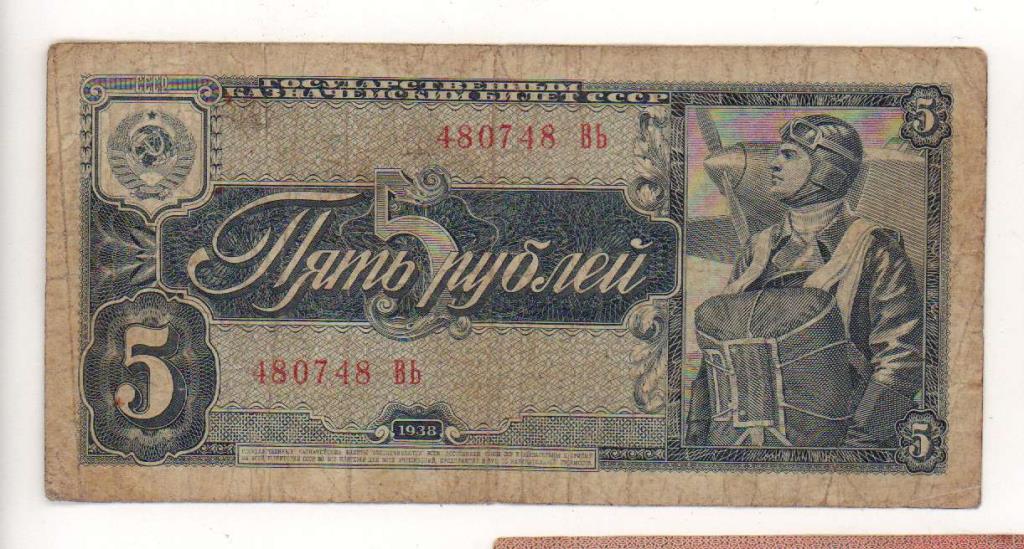 СССР
ГОСУДАРСТВЕННЫЙ
КАЗНАЧЕЙСКИЙ БИЛЕТ СССР
5
480748 ВЬ
5
Пять рублей
5
480748 ВЬ
1938
5